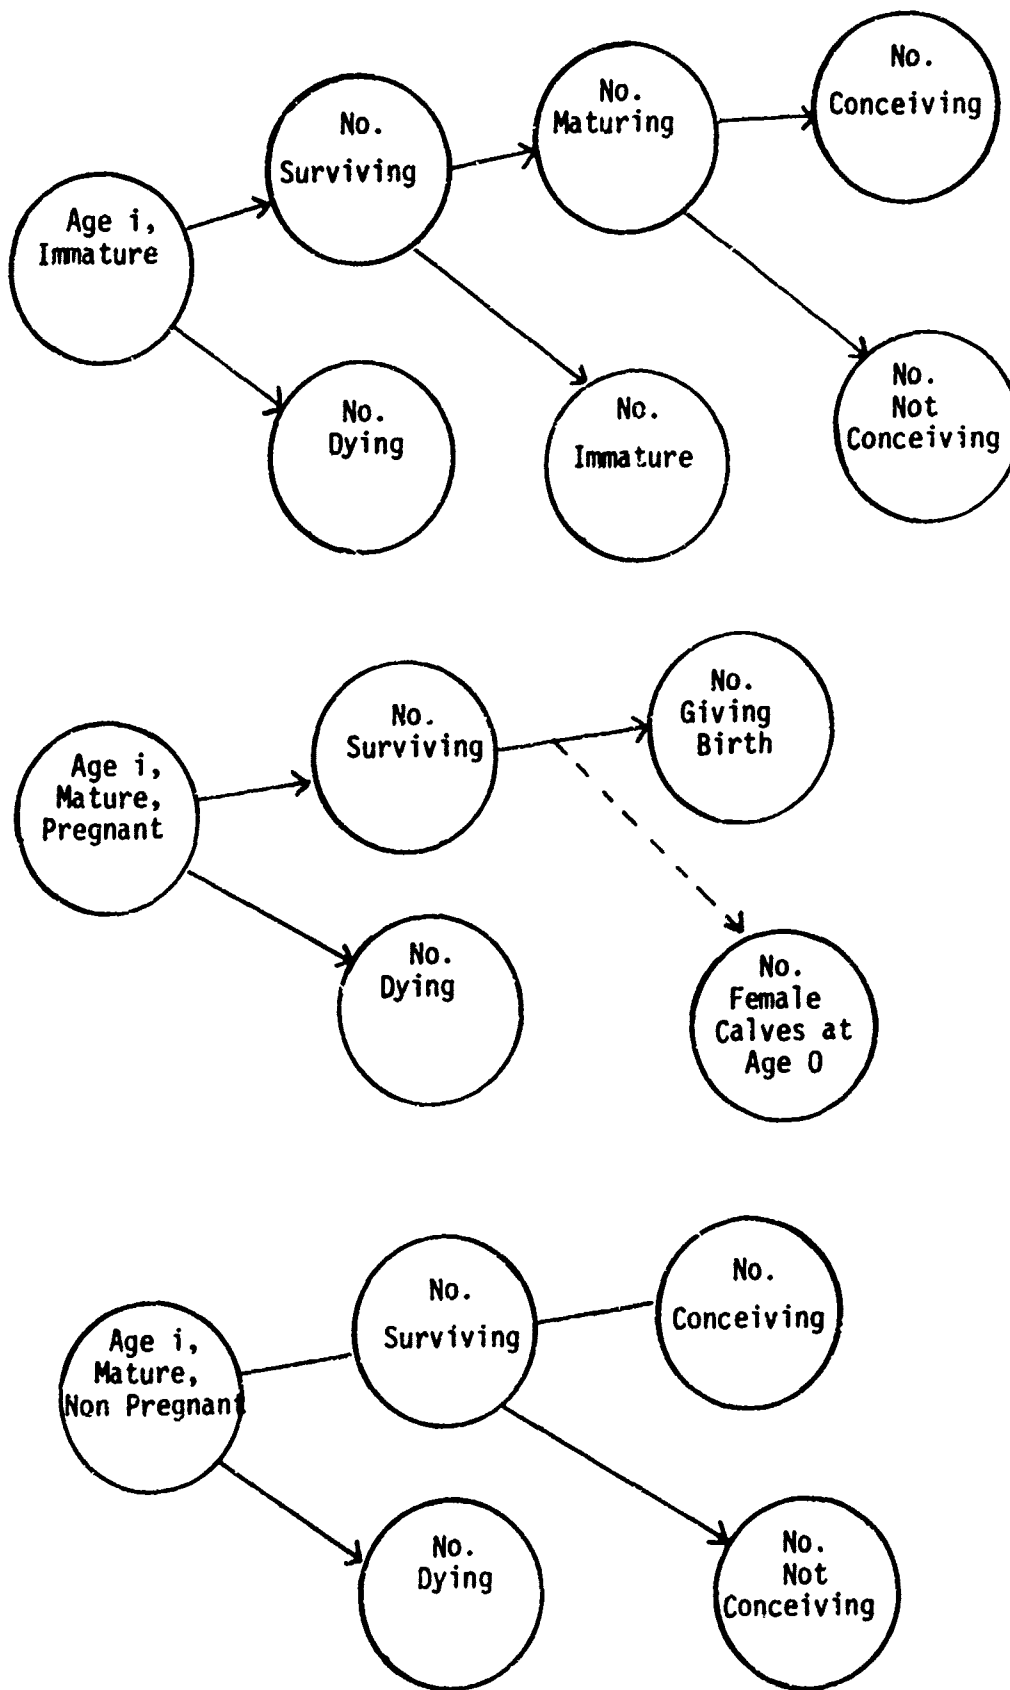 Age i,
Immature
No.
Surviving
No.
Maturing
No.
Conceiving
No.
Dying
No.
Immature
No.
Not
Conceiving
Age i,
Mature,
Pregnant
No.
Surviving
No.
Giving
Birth
No.
Dying
No.
Female
Calves at
Age 0
Age i,
Mature,
Non Pregnant
No.
Surviving
No.
Conceiving
No.
Dying
No.
Not
Conceiving